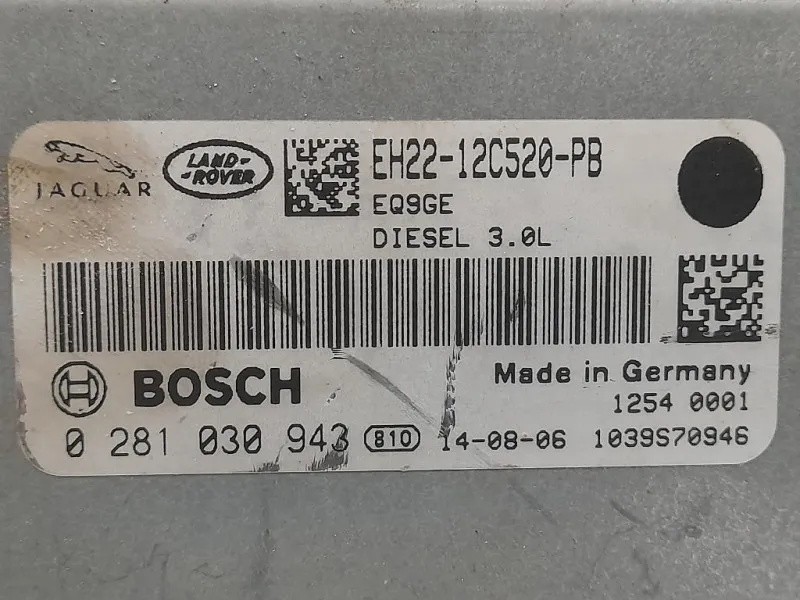 JAGUAR
LAND-
-ROVER
EH22-12C520-PB
EQ9GE
DIESEL 3.0L
BOSCH
Made in Germany
1254 0001
0 281 030 943 810 14-08-06 1039S70946